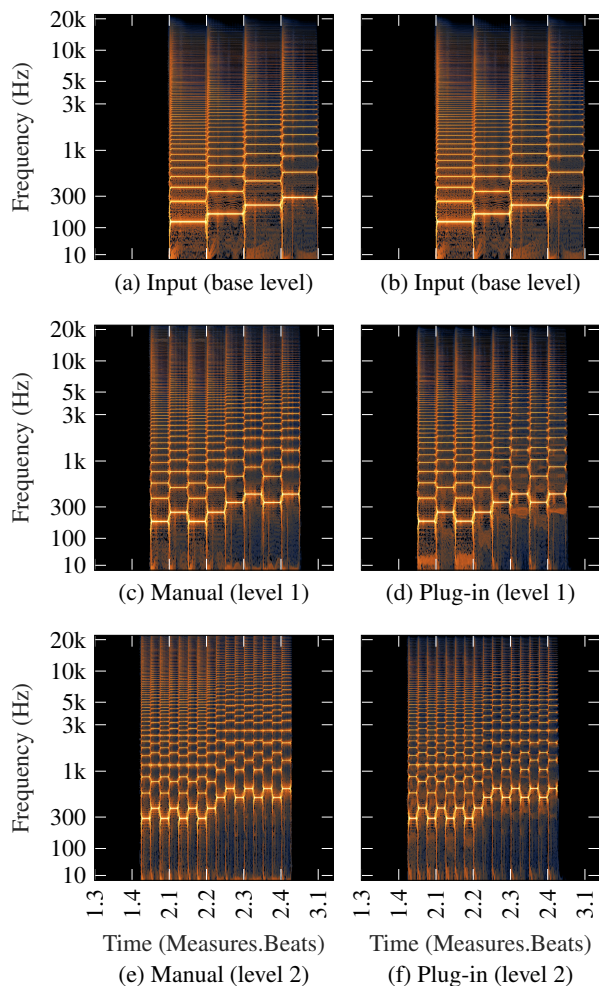 20k
10k
5k
3k
1k
300
100
10
Frequency (Hz)
(a) Input (base level)
(b) Input (base level)
20k
10k
5k
3k
1k
300
100
10
Frequency (Hz)
(c) Manual (level 1)
(d) Plug-in (level 1)
20k
10k
5k
3k
1k
300
100
10
Frequency (Hz)
1.3 1.4 2.1 2.2 2.3 2.4 3.1
1.3 1.4 2.1 2.2 2.3 2.4 3.1
Time (Measures.Beats)
Time (Measures.Beats)
(e) Manual (level 2)
(f) Plug-in (level 2)